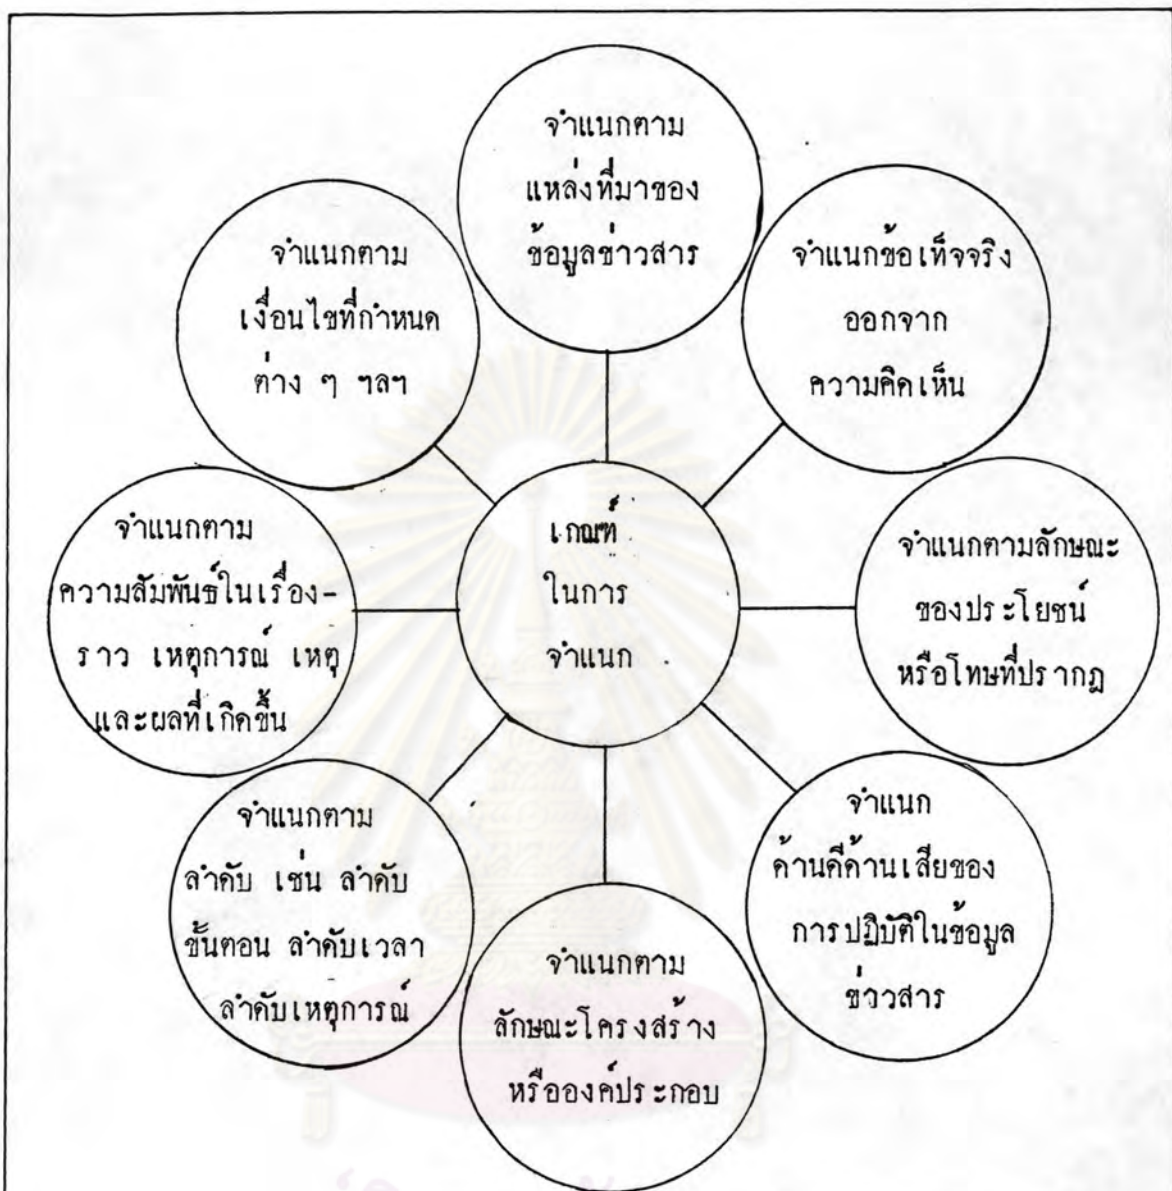 จำแนกตาม
แหล่งที่มาของ
ข้อมูลข่าวสาร
จำแนกข้อเท็จจริง
ออกจาก
ความคิดเห็น
จำแนกตามลักษณะ
ของประโยชน์
หรือโทษที่ปรากฏ
จำแนก
ด้านดีด้านเสียของ
การปฏิบัติในข้อมูล
ข่าวสาร
จำแนกตาม
ลักษณะโครงสร้าง
หรือองค์ประกอบ
จำแนกตาม
ลำดับ เช่น ลำดับ
ขั้นตอน ลำดับเวลา
ลำดับเหตุการณ์
จำแนกตาม
ความสัมพันธ์ในเรื่อง-
ราว เหตุการณ์ เหตุ
และผลที่เกิดขึ้น
จำแนกตาม
เงื่อนไขที่กำหนด
ต่าง ๆ ฯลฯ
เกณฑ์
ในการ
จำแนก